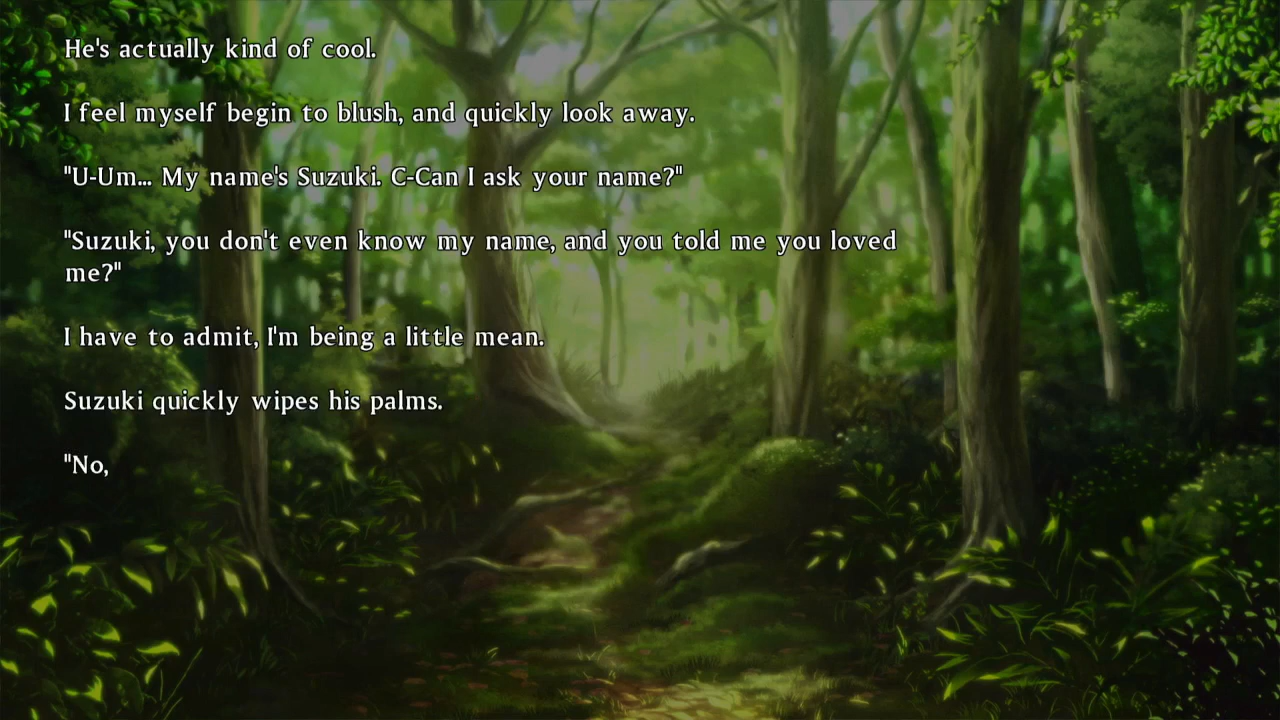 He's actually kind of cool.
I feel myself begin to blush, and quickly look away.
"U-Um... My name's Suzuki. C-Can I ask your name?"
"Suzuki, you don't even know my name, and you told me you loved
me?"
I have to admit, I'm being a little mean.
Suzuki quickly wipes his palms.
"No,